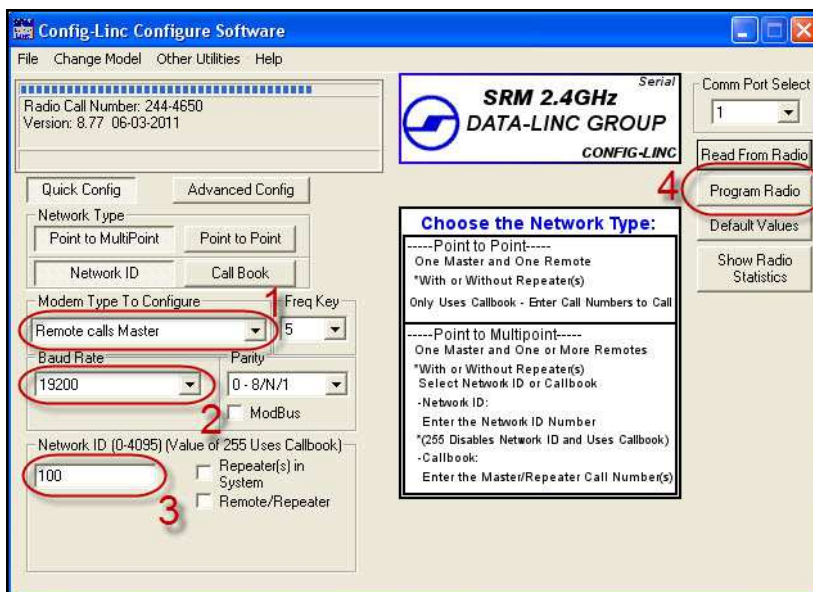 Config-Linc Configure Software
File Change Model Other Utilities Help
Radio Call Number: 244-4650
Version: 8.77 06-03-2011
Serial
SRM 2.4GHz
DATA-LINC GROUP
CONFIG-LINC
Comm Port Select
1
Read From Radio
4
Program Radio
Default Values
Show Radio
Statistics
Quick Config Advanced Config
Network Type
Point to MultiPoint Point to Point
Network ID Call Book
Modem Type To Configure
1
Freq Key
Remote calls Master
5
Baud Rate
Parity
19200
0 - 8/N/1
2
ModBus
Network ID (0-4095) (Value of 255 Uses Callbook)
100
Repeater(s) in
System
Remote/Repeater
3
Choose the Network Type:
-----Point to Point-----
One Master and One Remote
*With or Without Repeater(s)
Only Uses Callbook - Enter Call Numbers to Call
-----Point to Multipoint-----
One Master and One or More Remotes
*With or Without Repeater(s)
Select Network ID or Callbook
-Network ID:
Enter the Network ID Number
*(255 Disables Network ID and Uses Callbook)
-Callbook:
Enter the Master/Repeater Call Number(s)